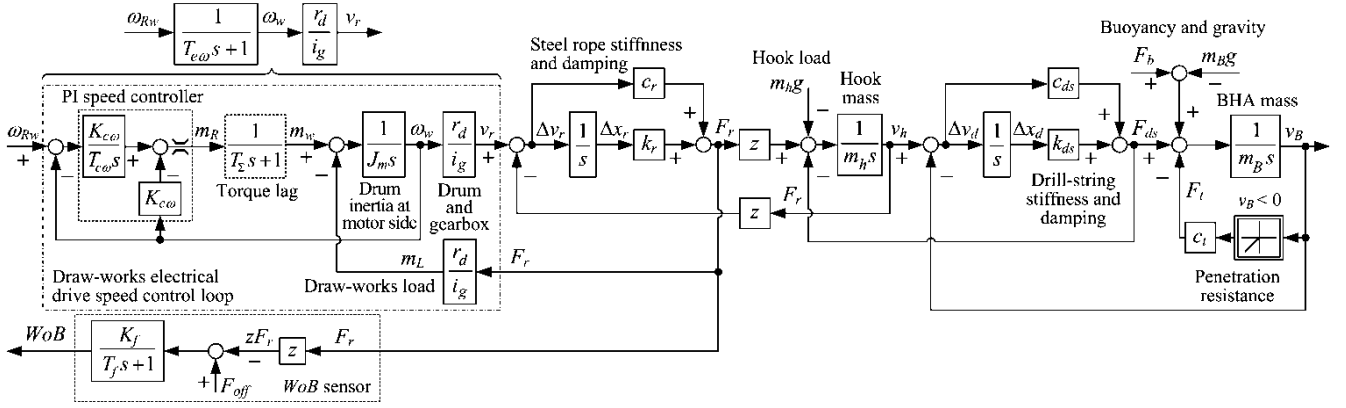 ω_Rw
1
T_eω s+1
ω_w
r_d
i_g
v_r
Steel rope stiffnness
and damping
c_r
Hook load
m_h g
Hook
mass
Buoyancy and gravity
F_b
m_B g
c_ds
BHA mass
PI speed controller
ω_Rw
K_cω
T_cω s
m_R
1
T_Σ s+1
m_w
1
J_m s
ω_w
r_d
i_g
v_r
Δv_r
1
s
Δx_r
k_r
F_r
z
1
m_h s
v_h
Δv_d
1
s
Δx_d
k_ds
F_ds
1
m_B s
v_B
Torque lag
K_cω
Drum
inertia at
motor side
Drum
and
gearbox
z
F_r
Drill-string
stiffness and
damping
F_t
v_B < 0
c_t
Penetration
resistance
Draw-works electrical
drive speed control loop
m_L
Draw-works load
r_d
i_g
F_r
WoB
K_f
T_f s+1
zF_r
z
F_r
F_off
WoB sensor